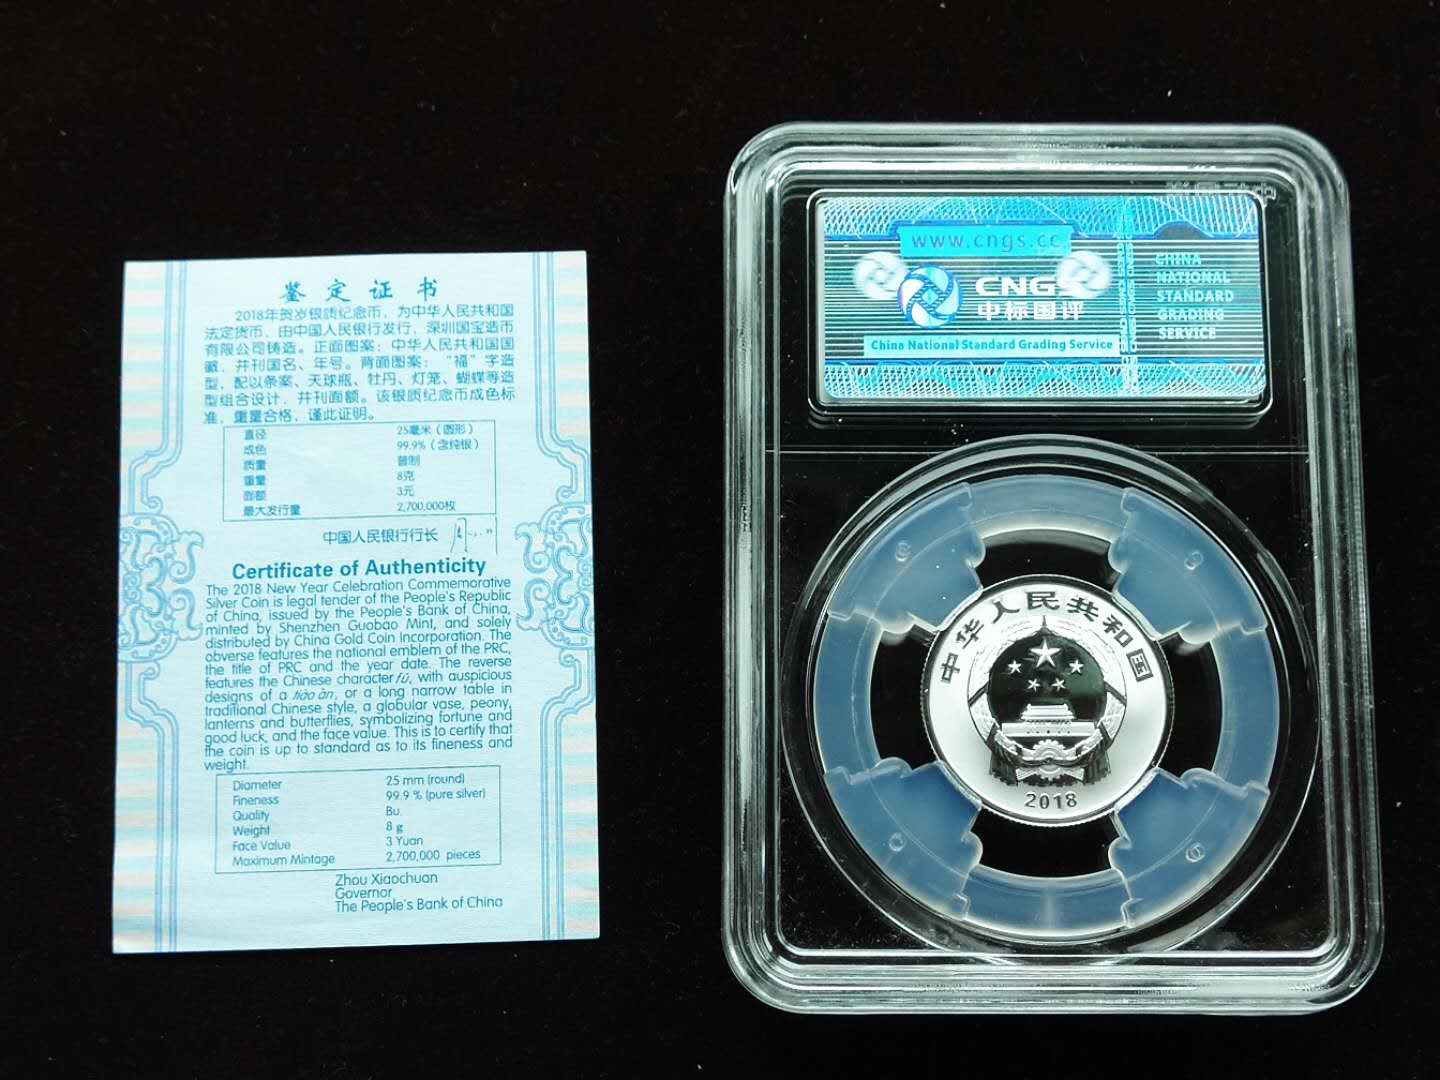 鉴定证书
2018年贺岁银质纪念币，为中华人民共和国
法定货币，由中国人民银行发行，深圳国宝造币
有限公司铸造。正面图案：中华人民共和国国
徽，并刊国名、年号。背面图案：“福”字造
型，配以条案、天球瓶、牡丹、灯笼、蝴蝶等造
型组合设计，并刊面额。该银质纪念币成色标
准，重量合格，谨此证明。
直径 25毫米（圆形）
成色 99.9%（含纯银）
质量 普制
重量 8克
面额 3元
最大发行量 2,700,000枚
中国人民银行行长
Certificate of Authenticity
The 2018 New Year Celebration Commemorative
Silver Coin is legal tender of the People's Republic
of China, issued by the People's Bank of China,
minted by Shenzhen Guobao Mint, and solely
distributed by China Gold Coin Incorporation. The
obverse features the national emblem of the PRC,
the title of PRC and the year date. The reverse
features the Chinese character fú, with auspicious
designs of a tiáo àn, or a long narrow table in
traditional Chinese style, a globular vase, peony,
lanterns and butterflies, symbolizing fortune and
good luck, and the face value. This is to certify that
the coin is up to standard as to its fineness and
weight.
Diameter 25 mm (round)
Fineness 99.9 % (pure silver)
Quality Bu.
Weight 8 g
Face Value 3 Yuan
Maximum Mintage 2,700,000 pieces
Zhou Xiaochuan
Governor
The People's Bank of China
www.cngs.cc
CNGS
中标国评
China National Standard Grading Service
CHINA
NATIONAL
STANDARD
GRADING
SERVICE
中华人民共和国
2018